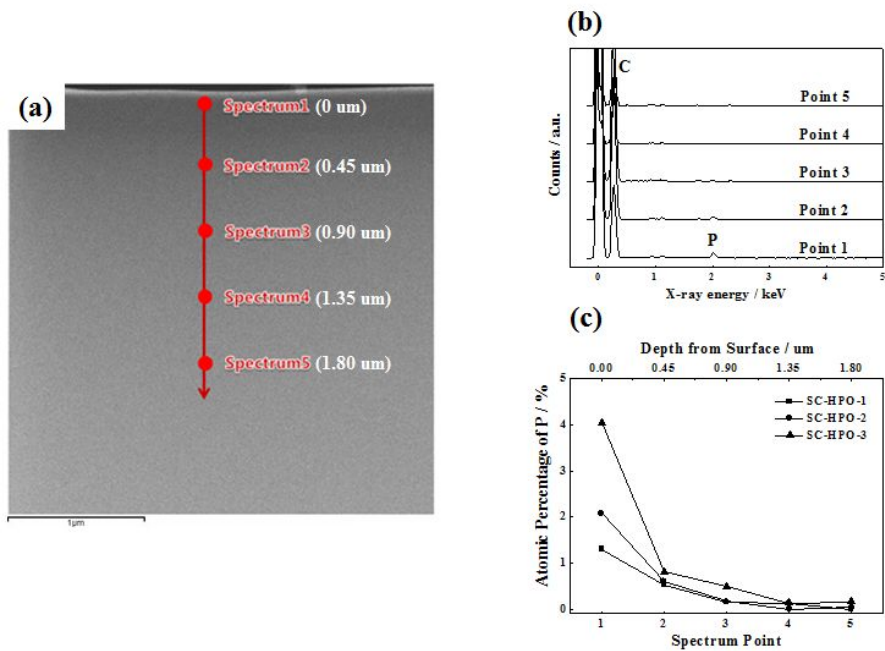 (a)
Spectrum1 (0 um)
Spectrum2 (0.45 um)
Spectrum3 (0.90 um)
Spectrum4 (1.35 um)
Spectrum5 (1.80 um)
1μm
(b)
C
Point 5
Point 4
Point 3
Point 2
P
Point 1
Counts / a.u.
0 1 2 3 4 5
X-ray energy / keV
(c)
Depth from Surface / um
0.00 0.45 0.90 1.35 1.80
5
4
3
2
1
0
SC-HPO-1
SC-HPO-2
SC-HPO-3
Atomic Percentage of P / %
1 2 3 4 5
Spectrum Point